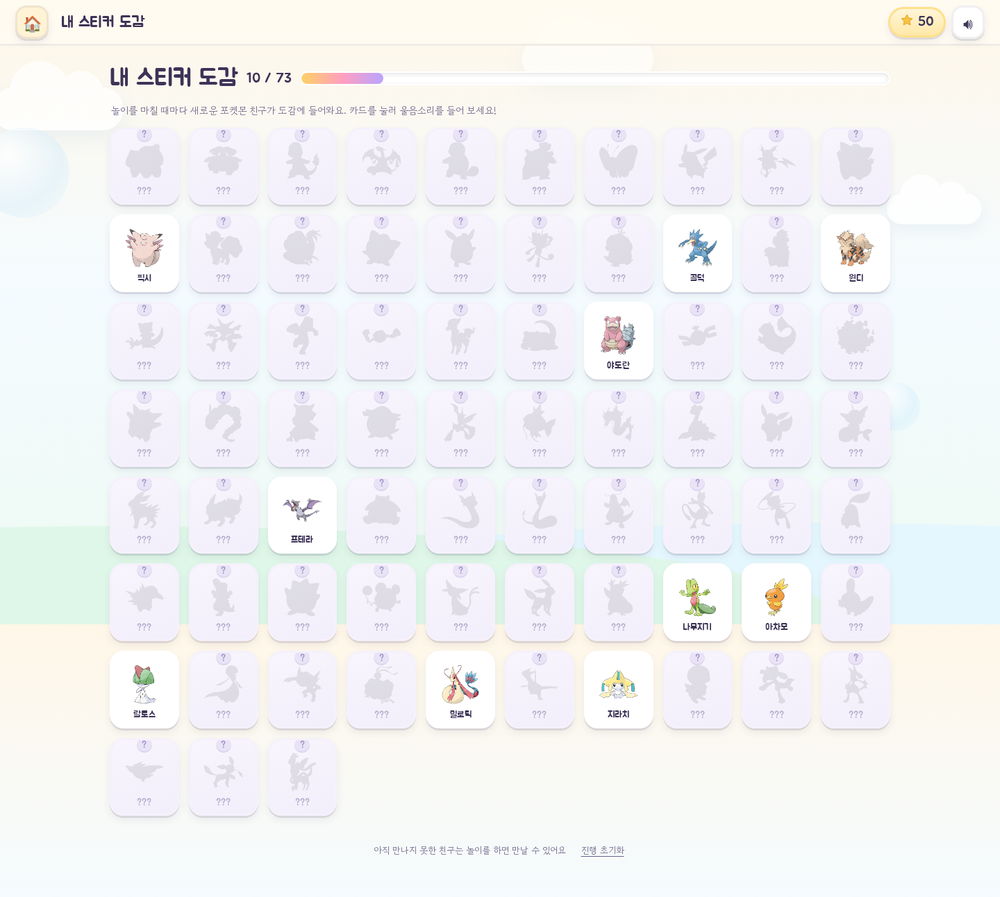 내 스티커 도감
50
내 스티커 도감 10 / 73
놀이를 마칠 때마다 새로운 포켓몬 친구가 도감에 들어와요. 카드를 눌러 울음소리를 들어 보세요!
? ? ? ? ? ? ? ? ? ?
??? ??? ??? ??? ??? ??? ??? ??? ??? ???
? ? ? ? ? ? ?
픽시 ??? ??? ??? ??? ??? ??? 골덕 ??? 윈디
? ? ? ? ? ? ? ? ?
??? ??? ??? ??? ??? ??? 야도란 ??? ??? ???
? ? ? ? ? ? ? ? ? ?
??? ??? ??? ??? ??? ??? ??? ??? ??? ???
? ? ? ? ? ? ? ? ?
??? ??? 프테라 ??? ??? ??? ??? ??? ??? ???
? ? ? ? ? ? ? ?
??? ??? ??? ??? ??? ??? ??? 나무지기 아차모 ???
? ? ? ? ? ? ?
랄토스 ??? ??? ??? 밀로틱 ??? 지라치 ??? ??? ???
? ? ?
??? ??? ???
아직 만나지 못한 친구는 놀이를 하면 만날 수 있어요 진행 초기화